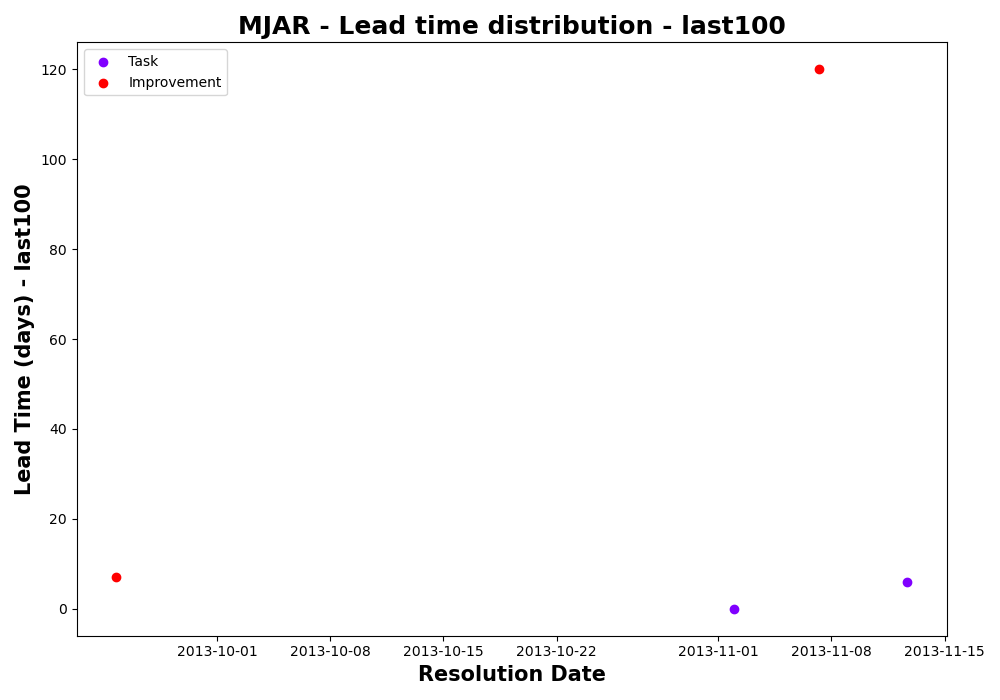 MJAR - Lead time distribution - last100
Task
Improvement
Lead Time (days) - last100
120
100
80
60
40
20
0
2013-10-01 2013-10-08 2013-10-15 2013-10-22 2013-11-01 2013-11-08 2013-11-15
Resolution Date